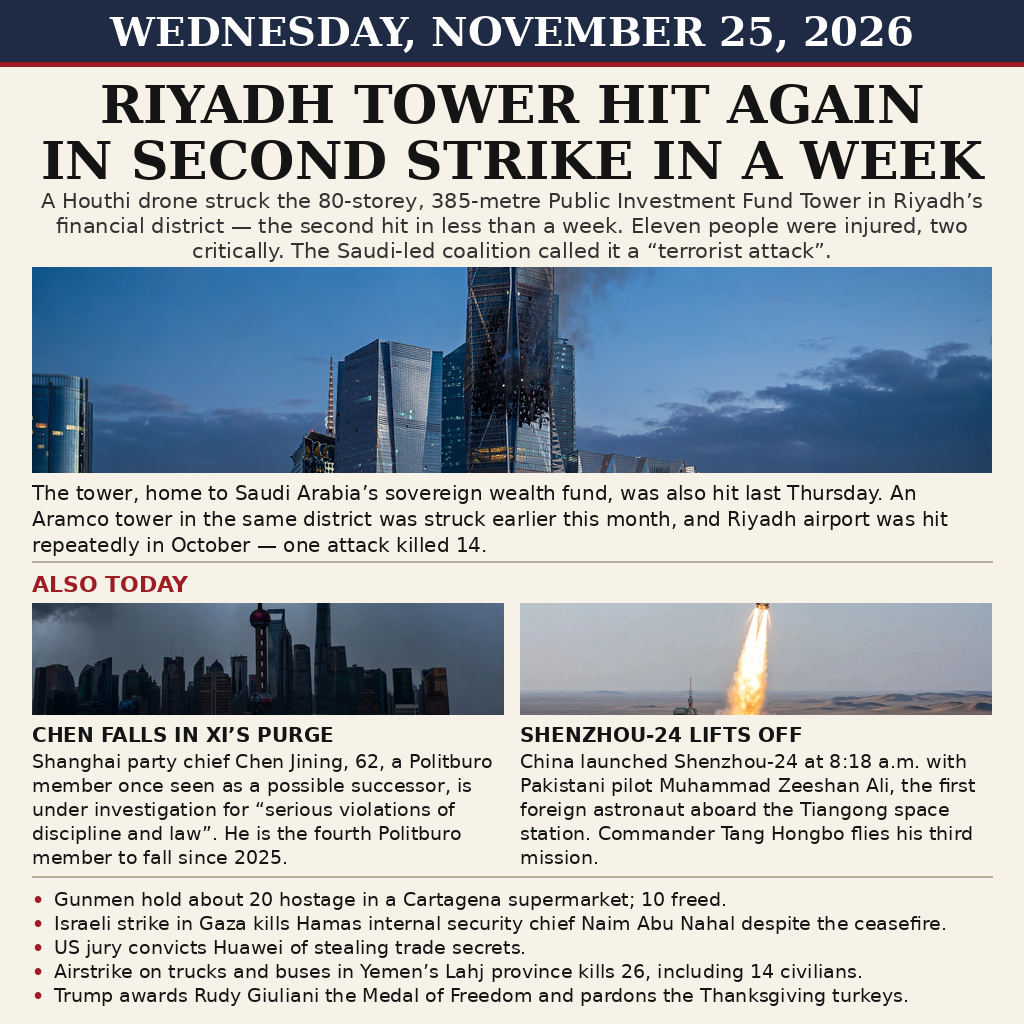 WEDNESDAY, NOVEMBER 25, 2026
RIYADH TOWER HIT AGAIN
IN SECOND STRIKE IN A WEEK
A Houthi drone struck the 80-storey, 385-metre Public Investment Fund Tower in Riyadh’s
financial district — the second hit in less than a week. Eleven people were injured, two
critically. The Saudi-led coalition called it a “terrorist attack”.
The tower, home to Saudi Arabia’s sovereign wealth fund, was also hit last Thursday. An
Aramco tower in the same district was struck earlier this month, and Riyadh airport was hit
repeatedly in October — one attack killed 14.
ALSO TODAY
CHEN FALLS IN XI’S PURGE
Shanghai party chief Chen Jining, 62, a Politburo
member once seen as a possible successor, is
under investigation for “serious violations of
discipline and law”. He is the fourth Politburo
member to fall since 2025.
SHENZHOU-24 LIFTS OFF
China launched Shenzhou-24 at 8:18 a.m. with
Pakistani pilot Muhammad Zeeshan Ali, the first
foreign astronaut aboard the Tiangong space
station. Commander Tang Hongbo flies his third
mission.
• Gunmen hold about 20 hostage in a Cartagena supermarket; 10 freed.
• Israeli strike in Gaza kills Hamas internal security chief Naim Abu Nahal despite the ceasefire.
• US jury convicts Huawei of stealing trade secrets.
• Airstrike on trucks and buses in Yemen’s Lahj province kills 26, including 14 civilians.
• Trump awards Rudy Giuliani the Medal of Freedom and pardons the Thanksgiving turkeys.